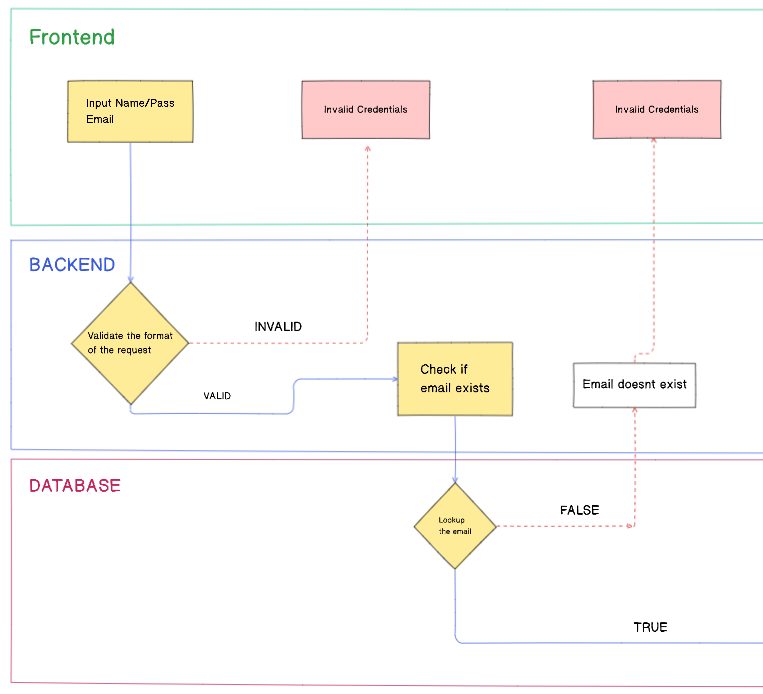 Frontend
Input Name/Pass
Email
Invalid Credentials
Invalid Credentials
BACKEND
Validate the format
of the request
INVALID
VALID
Check if
email exists
Email doesnt exist
DATABASE
Lookup
the email
FALSE
TRUE